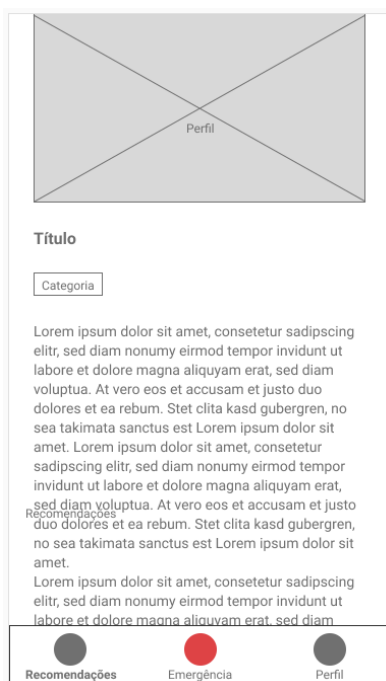 Perfil
Título
Categoria
Lorem ipsum dolor sit amet, consetetur sadipscing
elitr, sed diam nonumy eirmod tempor invidunt ut
labore et dolore magna aliquyam erat, sed diam
voluptua. At vero eos et accusam et justo duo
dolores et ea rebum. Stet clita kasd gubergren, no
sea takimata sanctus est Lorem ipsum dolor sit
amet. Lorem ipsum dolor sit amet, consetetur
sadipscing elitr, sed diam nonumy eirmod tempor
invidunt ut labore et dolore magna aliquyam erat,
sed diam voluptua. At vero eos et accusam et justo
Recomendações
duo dolores et ea rebum. Stet clita kasd gubergren,
no sea takimata sanctus est Lorem ipsum dolor sit
amet.
Lorem ipsum dolor sit amet, consetetur sadipscing
elitr, sed diam nonumy eirmod tempor invidunt ut
labore et dolore magna aliquyam erat, sed diam
Recomendações
Emergência
Perfil